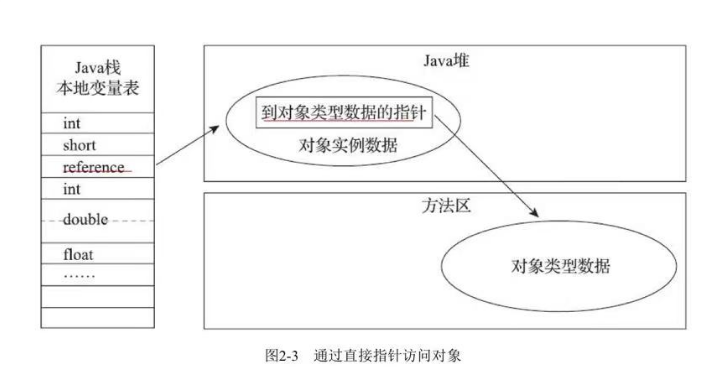 Java栈
本地变量表
int
short
reference
int
double
float
……
Java堆
到对象类型数据的指针
对象实例数据
方法区
对象类型数据
图2-3 通过直接指针访问对象